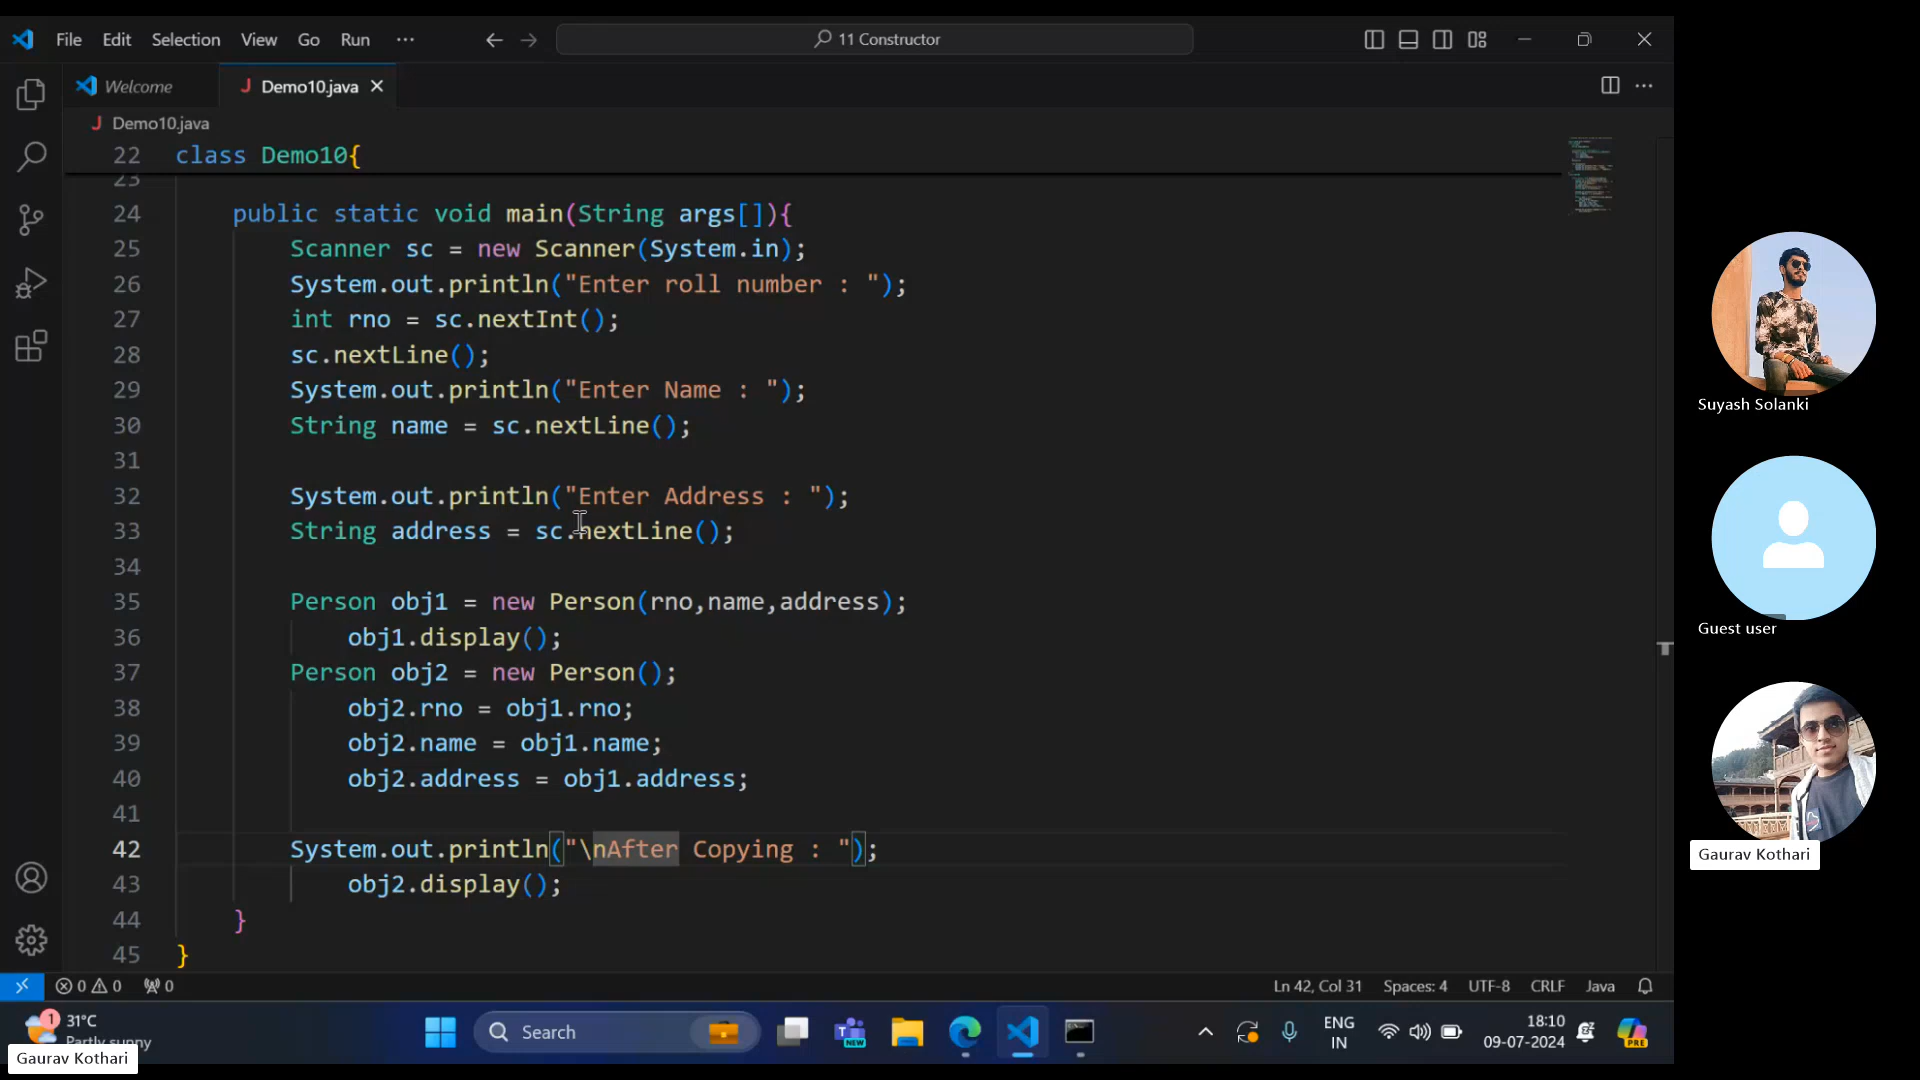 File Edit Selection View Go Run ··· 11 Constructor
Welcome Demo10.java
Demo10.java
22 class Demo10{
23
24 public static void main(String args[]){
25 Scanner sc = new Scanner(System.in);
26 System.out.println("Enter roll number : ");
27 int rno = sc.nextInt();
28 sc.nextLine();
29 System.out.println("Enter Name : ");
30 String name = sc.nextLine();
31
32 System.out.println("Enter Address : ");
33 String address = sc.nextLine();
34
35 Person obj1 = new Person(rno,name,address);
36 obj1.display();
37 Person obj2 = new Person();
38 obj2.rno = obj1.rno;
39 obj2.name = obj1.name;
40 obj2.address = obj1.address;
41
42 System.out.println("\nAfter Copying : ");
43 obj2.display();
44 }
45 }
0 0 0 Ln 42, Col 31 Spaces: 4 UTF-8 CRLF Java
1 31°C
Partly sunny
Search
NEW
ENG
IN
18:10
09-07-2024
PRE
Gaurav Kothari
Suyash Solanki
Guest user
Gaurav Kothari